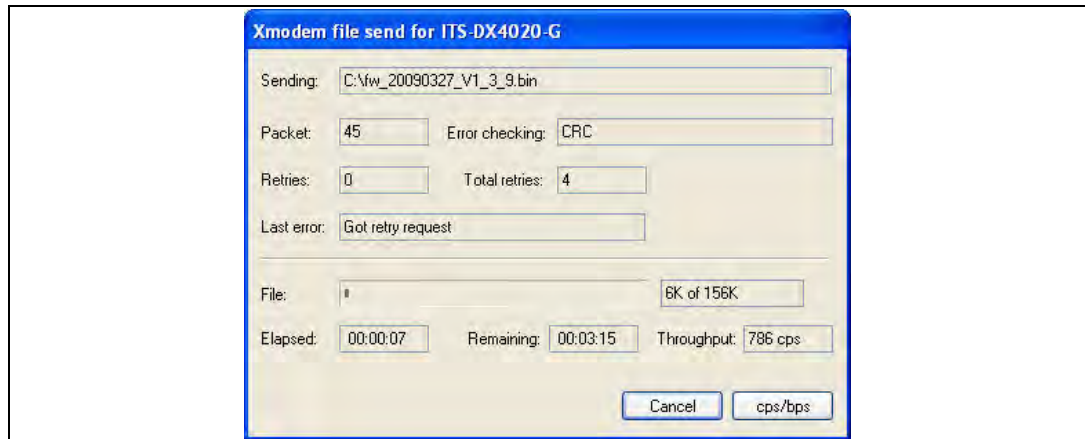 Xmodem file send for ITS-DX4020-G
Sending: C:\fw_20090327_V1_3_9.bin
Packet: 45 Error checking: CRC
Retries: 0 Total retries: 4
Last error: Got retry request
File: 6K of 156K
Elapsed: 00:00:07 Remaining: 00:03:15 Throughput: 786 cps
Cancel cps/bps